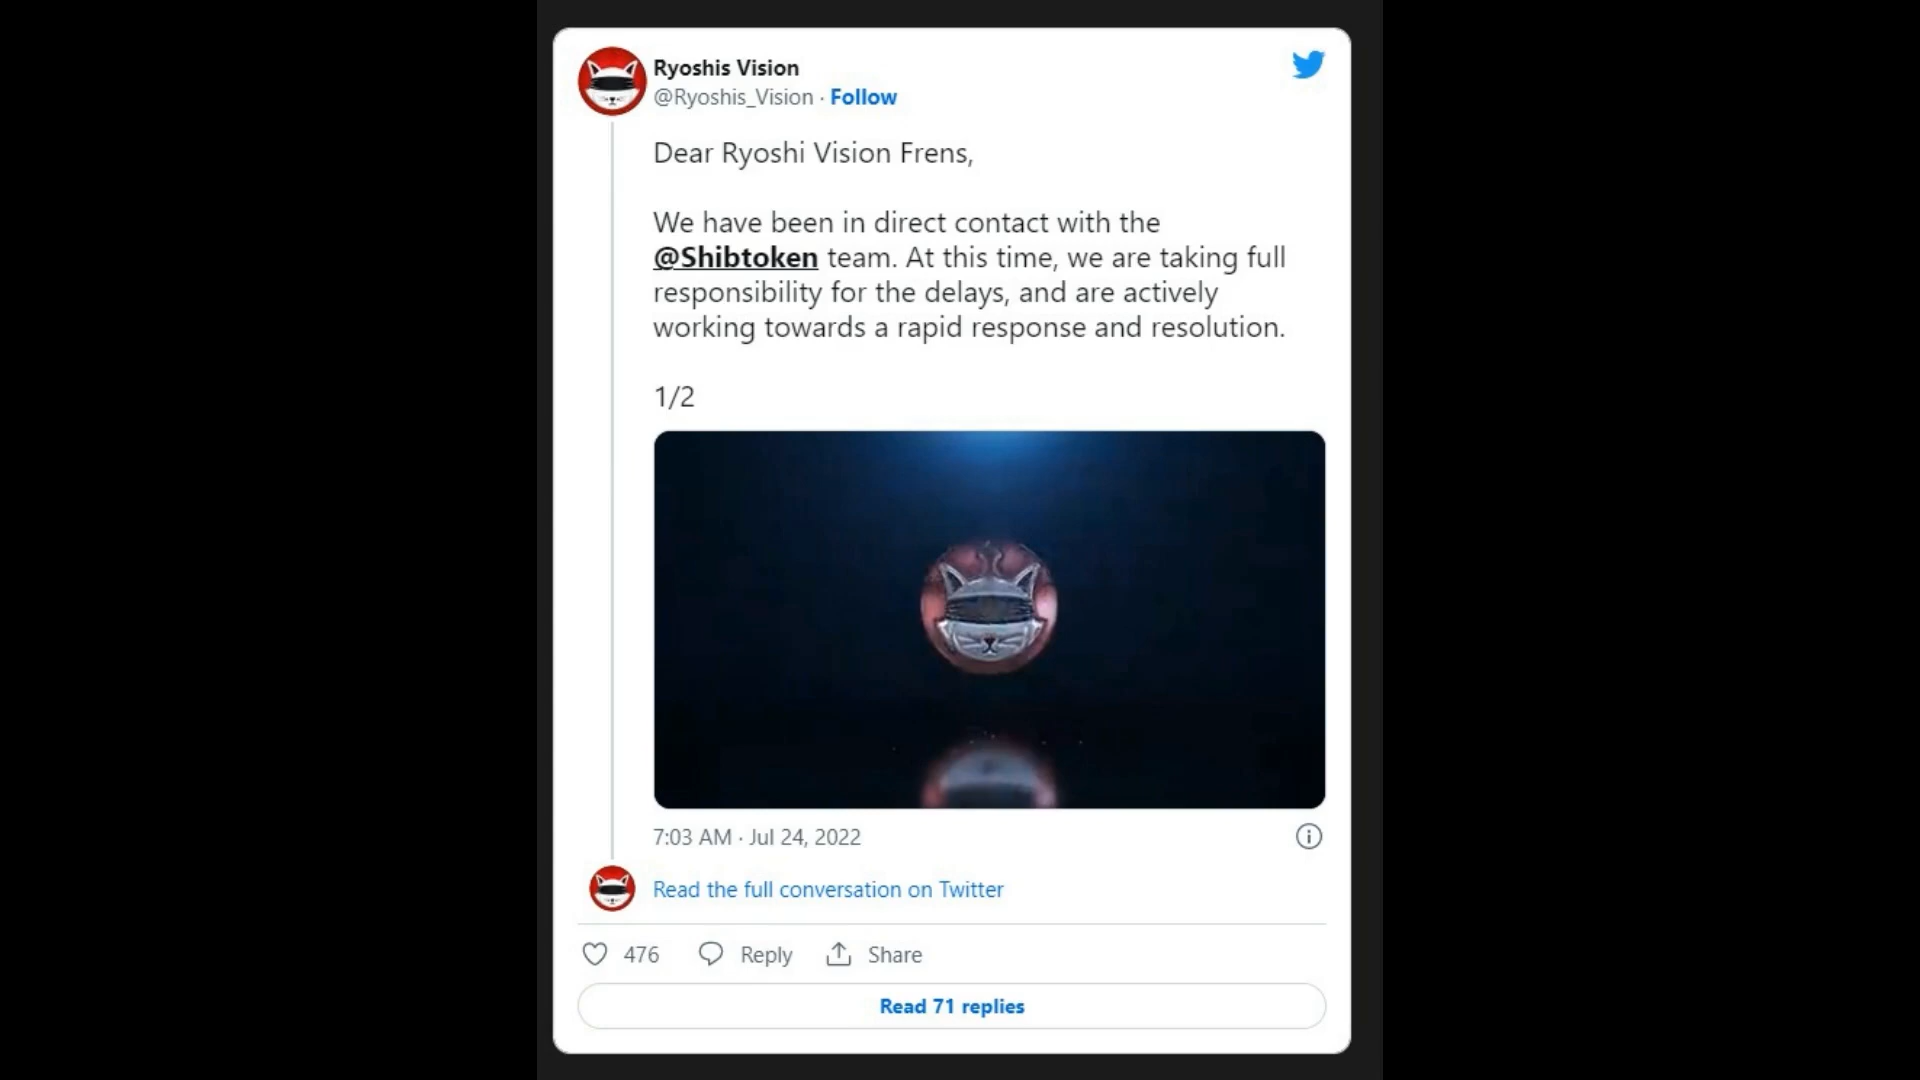 Ryoshis Vision
@Ryoshis_Vision · Follow
Dear Ryoshi Vision Frens,
We have been in direct contact with the
@Shibtoken team. At this time, we are taking full
responsibility for the delays, and are actively
working towards a rapid response and resolution.
1/2
7:03 AM · Jul 24, 2022
Read the full conversation on Twitter
476 Reply Share
Read 71 replies